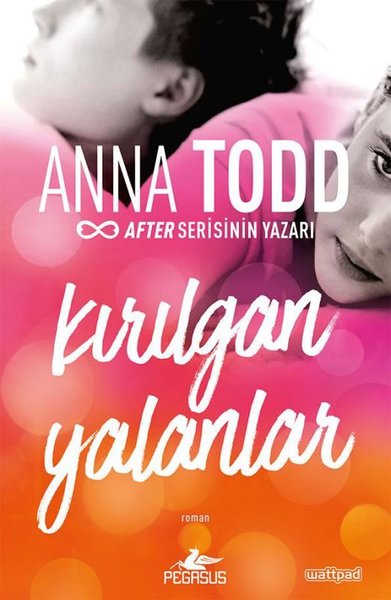 ANNA TODD
AFTER SERİSİNİN YAZARI
kırılgan
yalanlar
roman
PEGASUS
wattpad